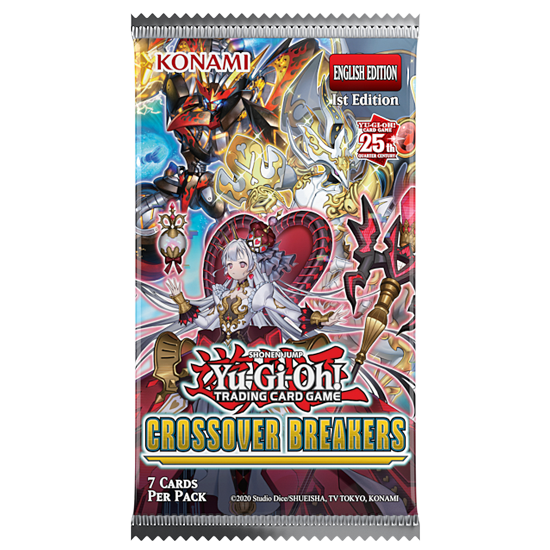 KONAMI
ENGLISH EDITION
1st Edition
YU-GI-OH!
CARD GAME
25th
QUARTER CENTURY
SHONEN JUMP
Yu-Gi-Oh!
TRADING CARD GAME
CROSSOVER BREAKERS
7 CARDS
PER PACK
©2020 Studio Dice/SHUEISHA, TV TOKYO, KONAMI